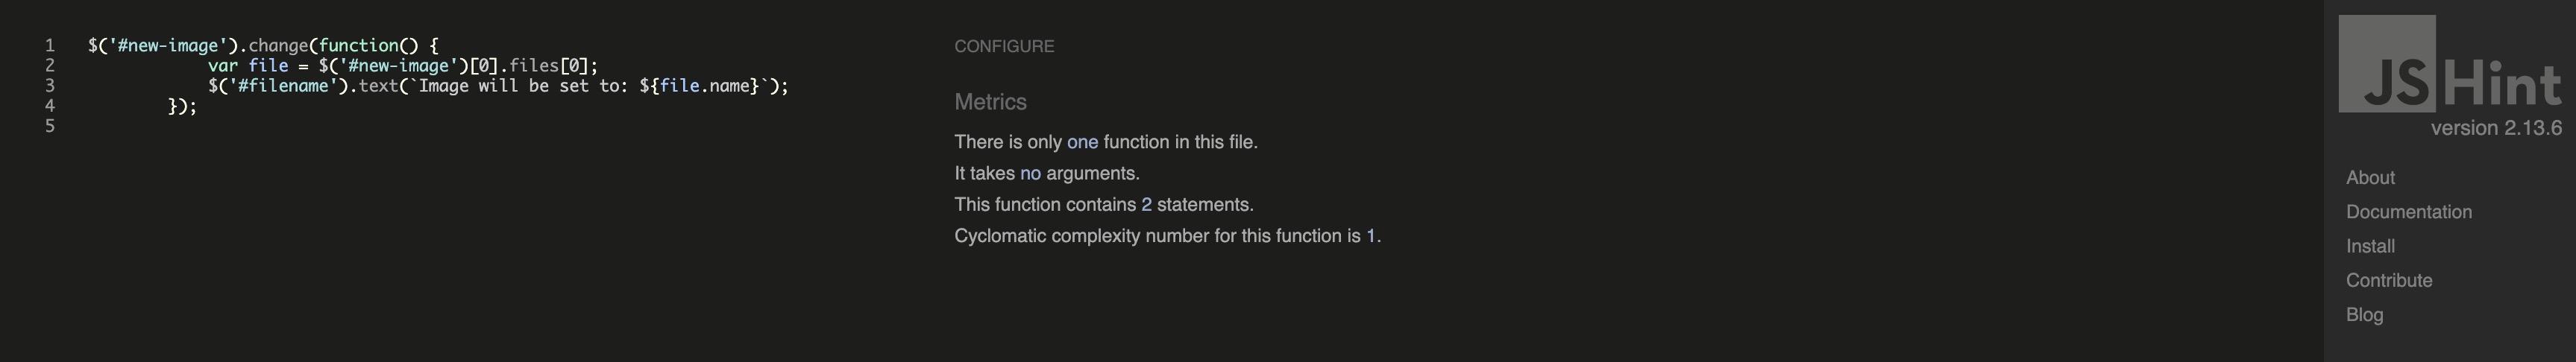 1 $('#new-image').change(function() {
2 var file = $('#new-image')[0].files[0];
3 $('#filename').text(`Image will be set to: ${file.name}`);
4 });
5
CONFIGURE
Metrics
There is only one function in this file.
It takes no arguments.
This function contains 2 statements.
Cyclomatic complexity number for this function is 1.
JSHint
version 2.13.6
About
Documentation
Install
Contribute
Blog